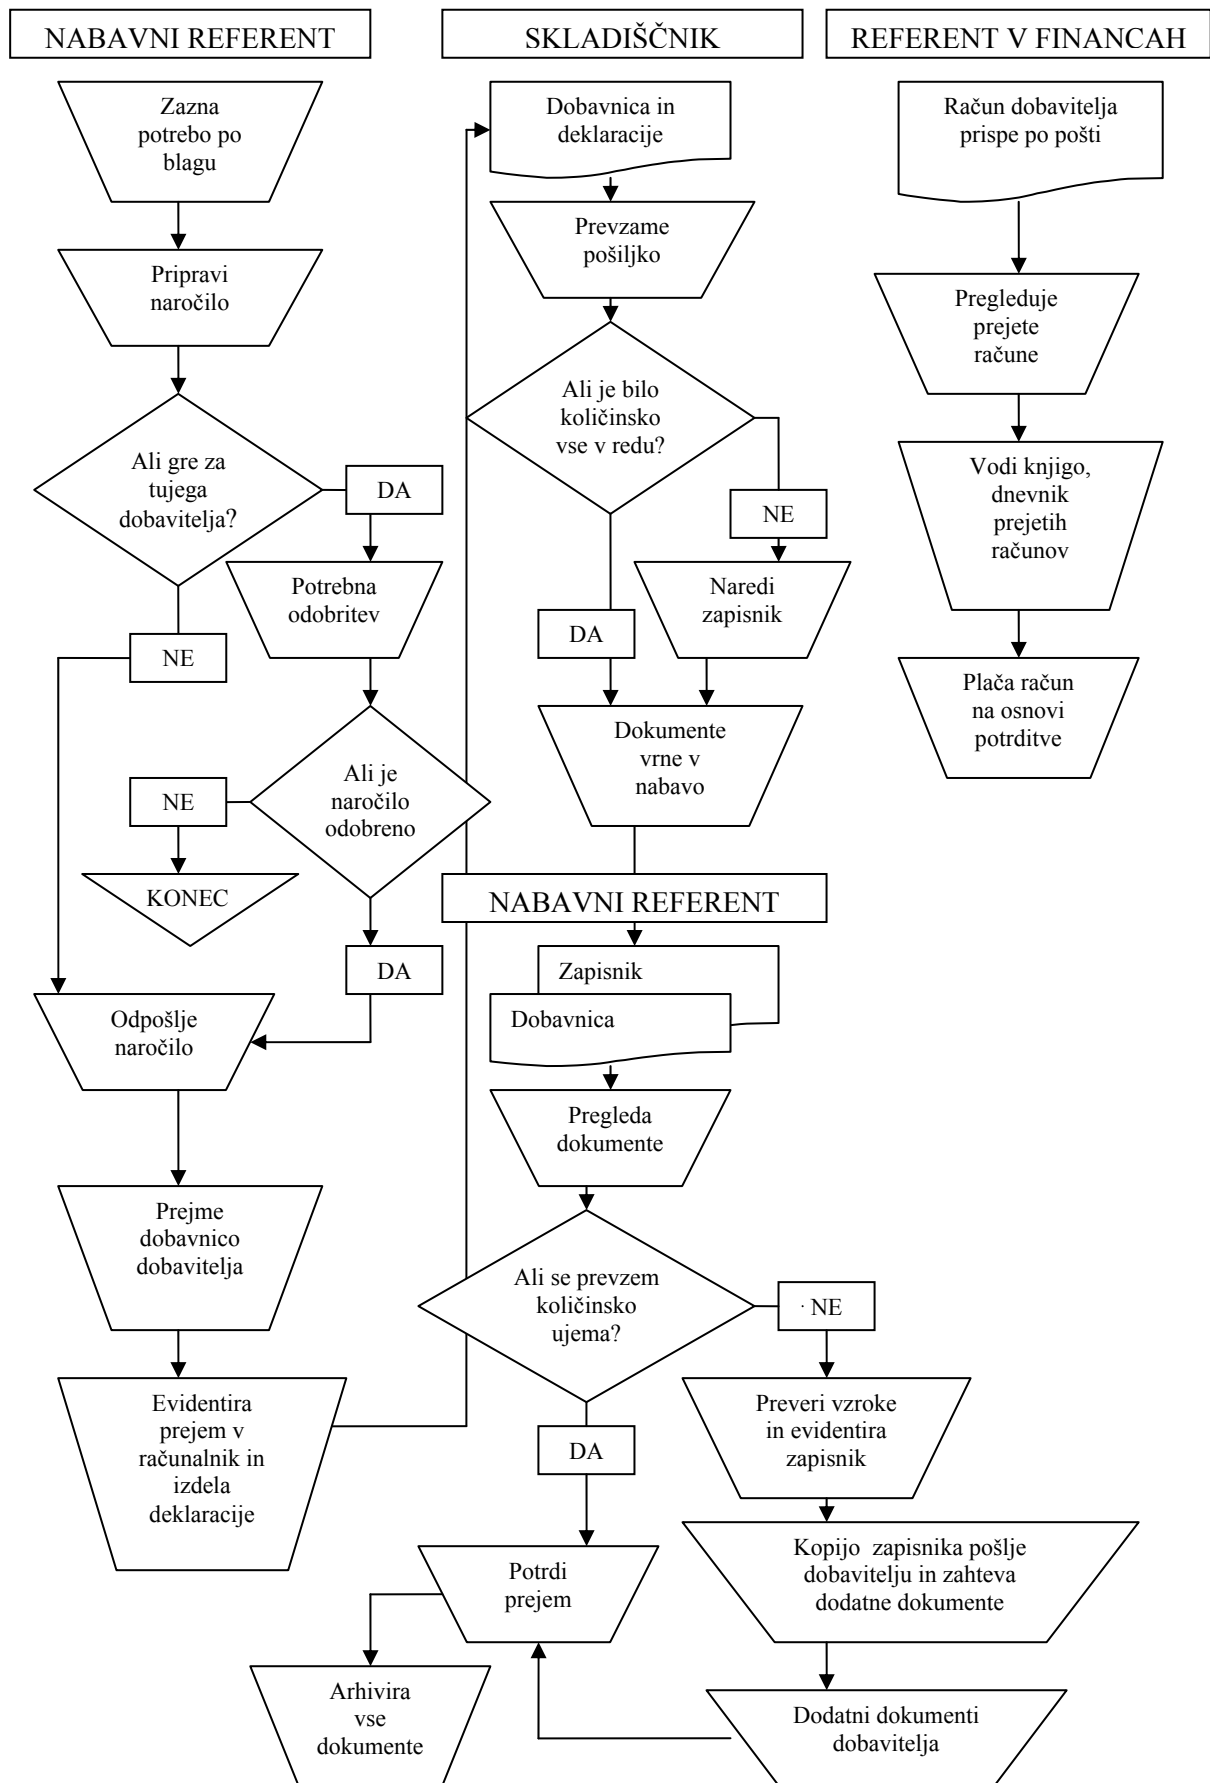 NABAVNI REFERENT
Zazna
potrebo po
blagu
Pripravi
naročilo
Ali gre za
tujega
dobavitelja?
DA
Potrebna
odobritev
NE
Ali je
naročilo
odobreno
NE
KONEC
DA
Odpošlje
naročilo
Prejme
dobavnico
dobavitelja
Evidentira
prejem v
računalnik in
izdela
deklaracije
SKLADIŠČNIK
Dobavnica in
deklaracije
Prevzame
pošiljko
Ali je bilo
količinsko
vse v redu?
NE
Naredi
zapisnik
DA
Dokumente
vrne v
nabavo
NABAVNI REFERENT
Zapisnik
Dobavnica
Pregleda
dokumente
Ali se prevzem
količinsko
ujema?
NE
Preveri vzroke
in evidentira
zapisnik
DA
Kopijo zapisnika pošlje
dobavitelju in zahteva
dodatne dokumente
Potrdi
prejem
Dodatni dokumenti
dobavitelja
Arhivira
vse
dokumente
REFERENT V FINANCAH
Račun dobavitelja
prispe po pošti
Pregleduje
prejete
račune
Vodi knjigo,
dnevnik
prejetih
računov
Plača račun
na osnovi
potrditve